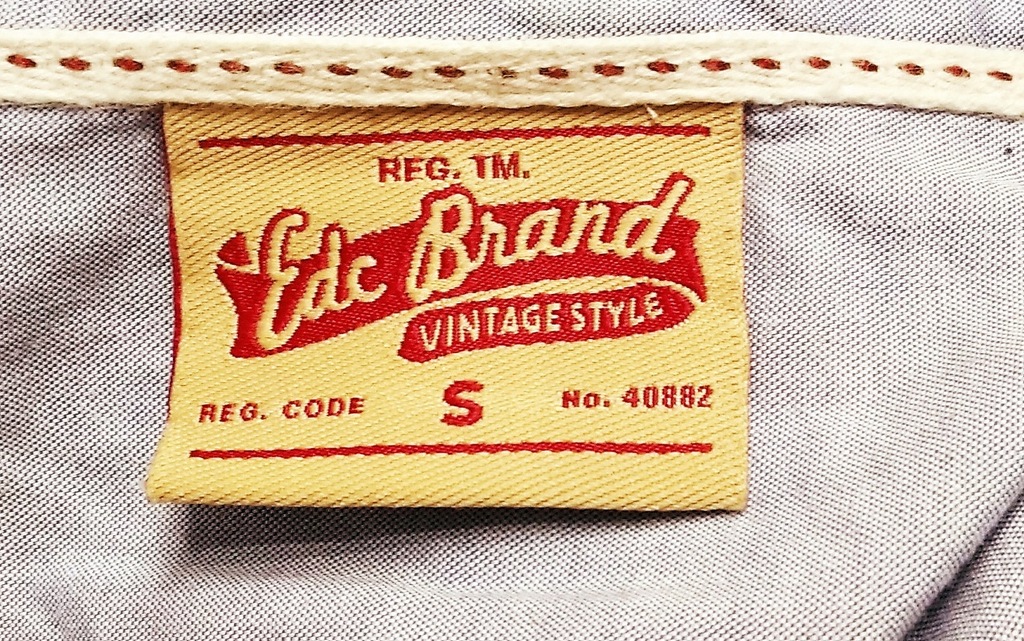 REG. TM.
Edc Brand
VINTAGE STYLE
REG. CODE S No. 40882